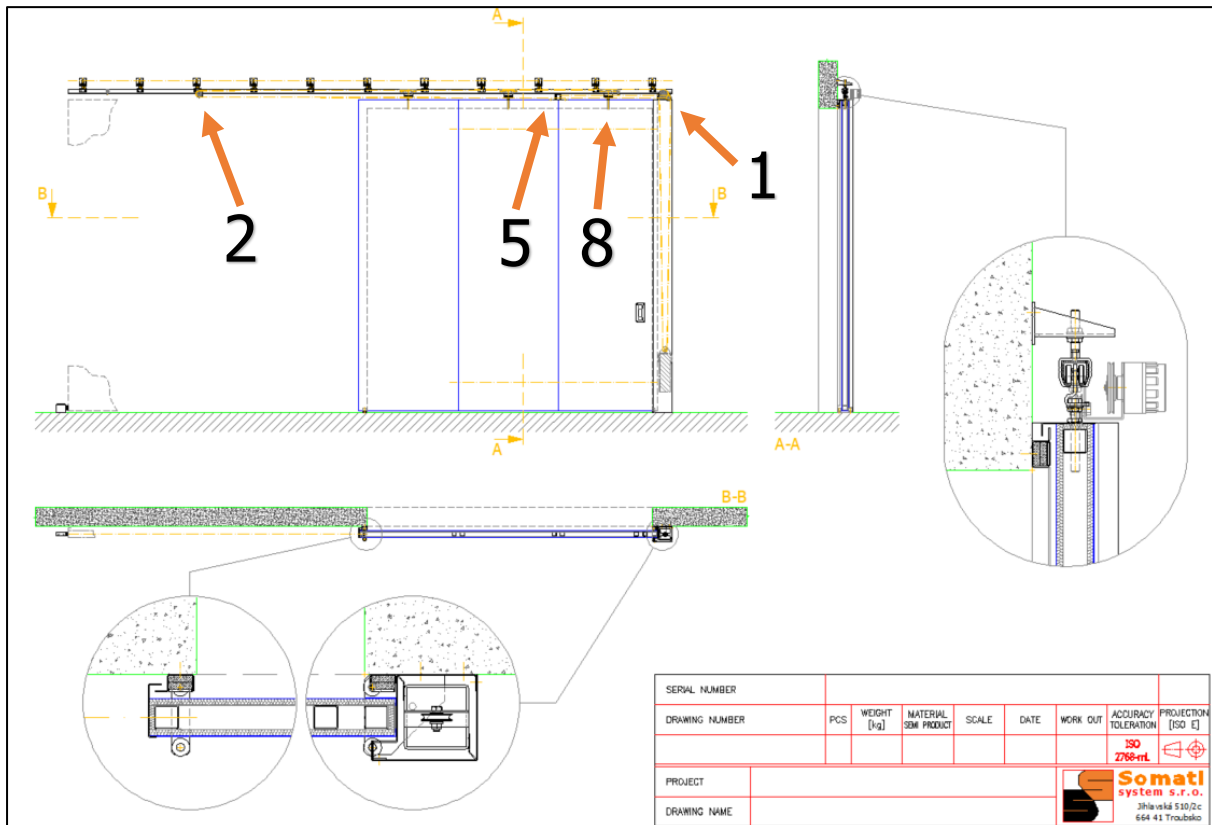 A
2
5
8
1
B
B
A
A-A
B-B
SERIAL NUMBER
DRAWING NUMBER
PCS
WEIGHT
[kg]
MATERIAL
SEMI PRODUCT
SCALE
DATE
WORK OUT
ACCURACY
TOLERATION
PROJECTION
[ISO E]
ISO
2768-mL
PROJECT
DRAWING NAME
Somati
system s.r.o.
Jihlavská 510/2c
664 41 Troubsko